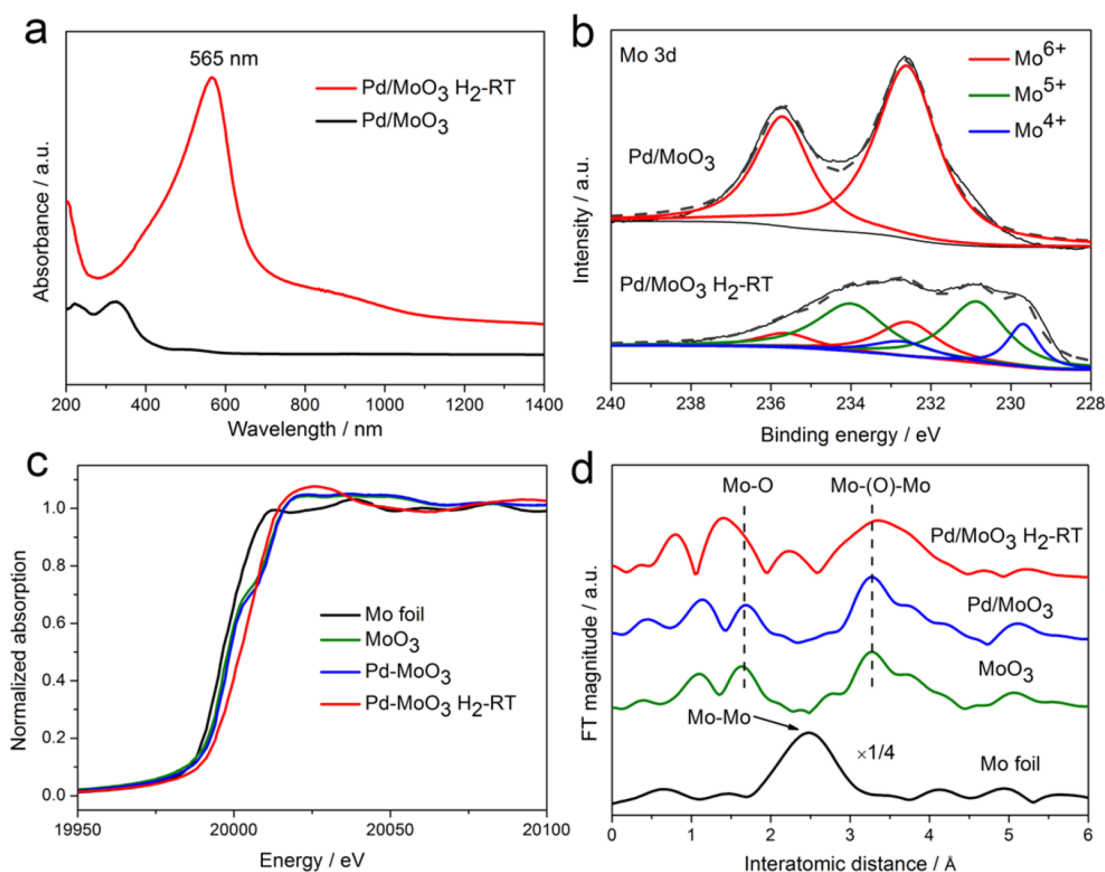 a
565 nm
Pd/MoO3 H2-RT
Pd/MoO3
Absorbance / a.u.
200 400 600 800 1000 1200 1400
Wavelength / nm
b
Mo 3d
Mo6+
Mo5+
Mo4+
Pd/MoO3
Pd/MoO3 H2-RT
Intensity / a.u.
240 238 236 234 232 230 228
Binding energy / eV
c
1.0
0.8
0.6
0.4
0.2
0.0
Normalized absorption
Mo foil
MoO3
Pd-MoO3
Pd-MoO3 H2-RT
19950 20000 20050 20100
Energy / eV
d
Mo-O
Mo-(O)-Mo
Pd/MoO3 H2-RT
Pd/MoO3
MoO3
Mo-Mo
×1/4
Mo foil
FT magnitude / a.u.
0 1 2 3 4 5 6
Interatomic distance / Å